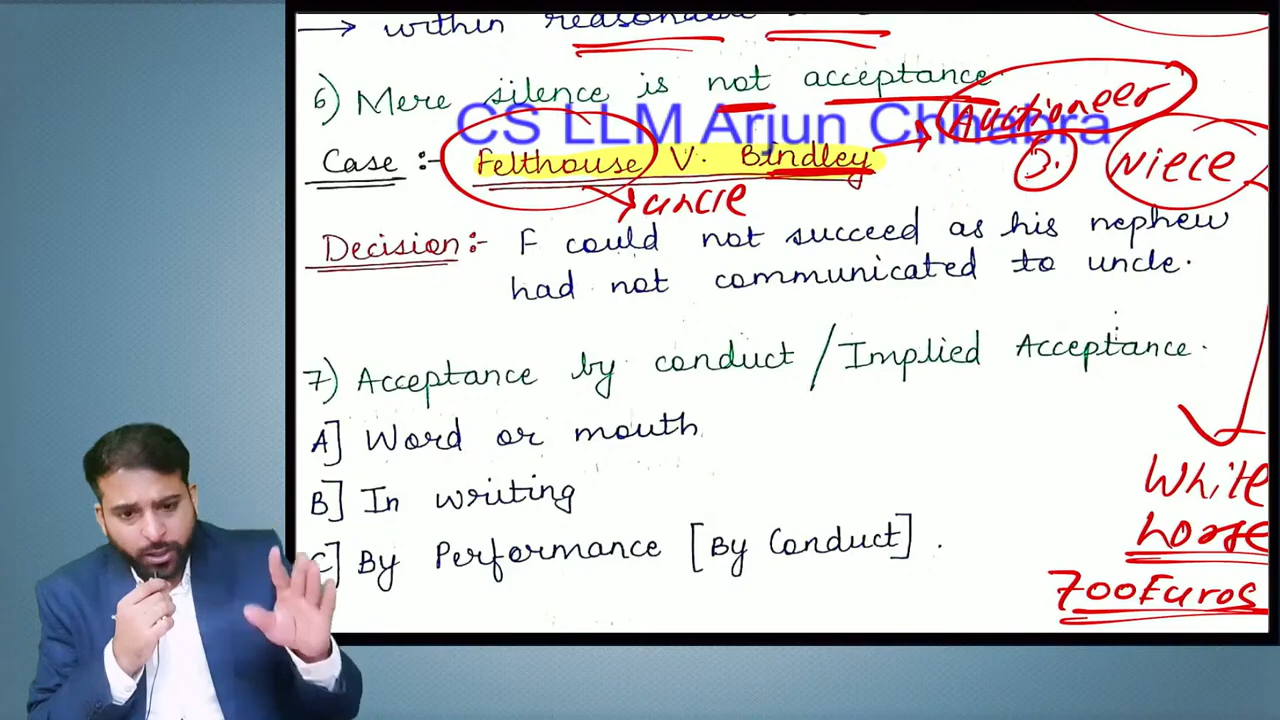 → within reasonable
6) Mere silence is not acceptance.
Auctioneer
CS LLM Arjun Chhabra
Case :- Felthouse V. Bindley
3.
Niece
uncle
Decision:- F could not succeed as his nephew
had not communicated to uncle.
7) Acceptance by conduct / Implied Acceptance.
A] Word or mouth
B] In writing
C] By Performance [By Conduct].
White
horse
700 Euros